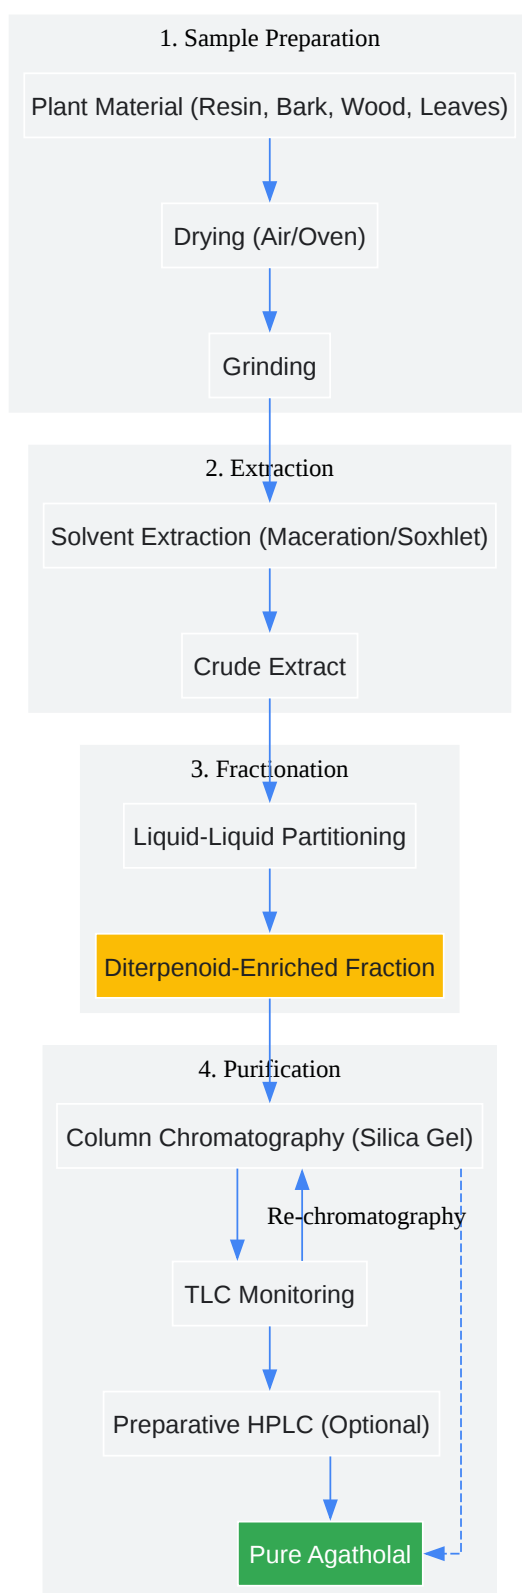 1. Sample Preparation
Plant Material (Resin, Bark, Wood, Leaves)
Drying (Air/Oven)
Grinding
2. Extraction
Solvent Extraction (Maceration/Soxhlet)
Crude Extract
3. Fractionation
Liquid-Liquid Partitioning
Diterpenoid-Enriched Fraction
4. Purification
Column Chromatography (Silica Gel)
Re-chromatography
TLC Monitoring
Preparative HPLC (Optional)
Pure Agatholal